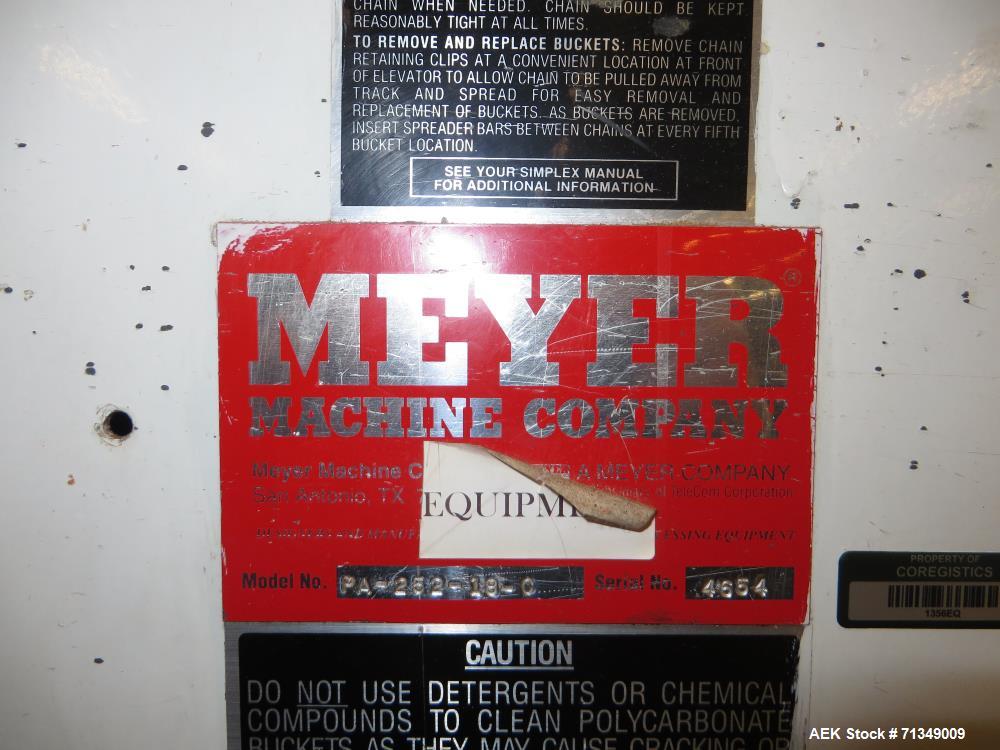 CHAIN WHEN NEEDED. CHAIN SHOULD BE KEPT
REASONABLY TIGHT AT ALL TIMES.
TO REMOVE AND REPLACE BUCKETS: REMOVE CHAIN
RETAINING CLIPS AT A CONVENIENT LOCATION AT FRONT
OF ELEVATOR TO ALLOW CHAIN TO BE PULLED AWAY FROM
TRACK AND SPREAD FOR EASY REMOVAL AND
REPLACEMENT OF BUCKETS. AS BUCKETS ARE REMOVED.
INSERT SPREADER BARS BETWEEN CHAINS AT EVERY FIFTH
BUCKET LOCATION.
SEE YOUR SIMPLEX MANUAL
FOR ADDITIONAL INFORMATION
MEYER®
MACHINE COMPANY
Meyer Machine C A MEYER COMPANY
San Antonio, TX of TeleCom Corporation
EQUIPM
EQUIPMENT
Model No. PA-252-18-C Serial No. 4654
PROPERTY OF
COREGISTICS
1356EQ
CAUTION
DO NOT USE DETERGENTS OR CHEMICAL
COMPOUNDS TO CLEAN POLYCARBONATE
BUCKETS AS THEY MAY CAUSE CRACKING OR
AEK Stock #71349009